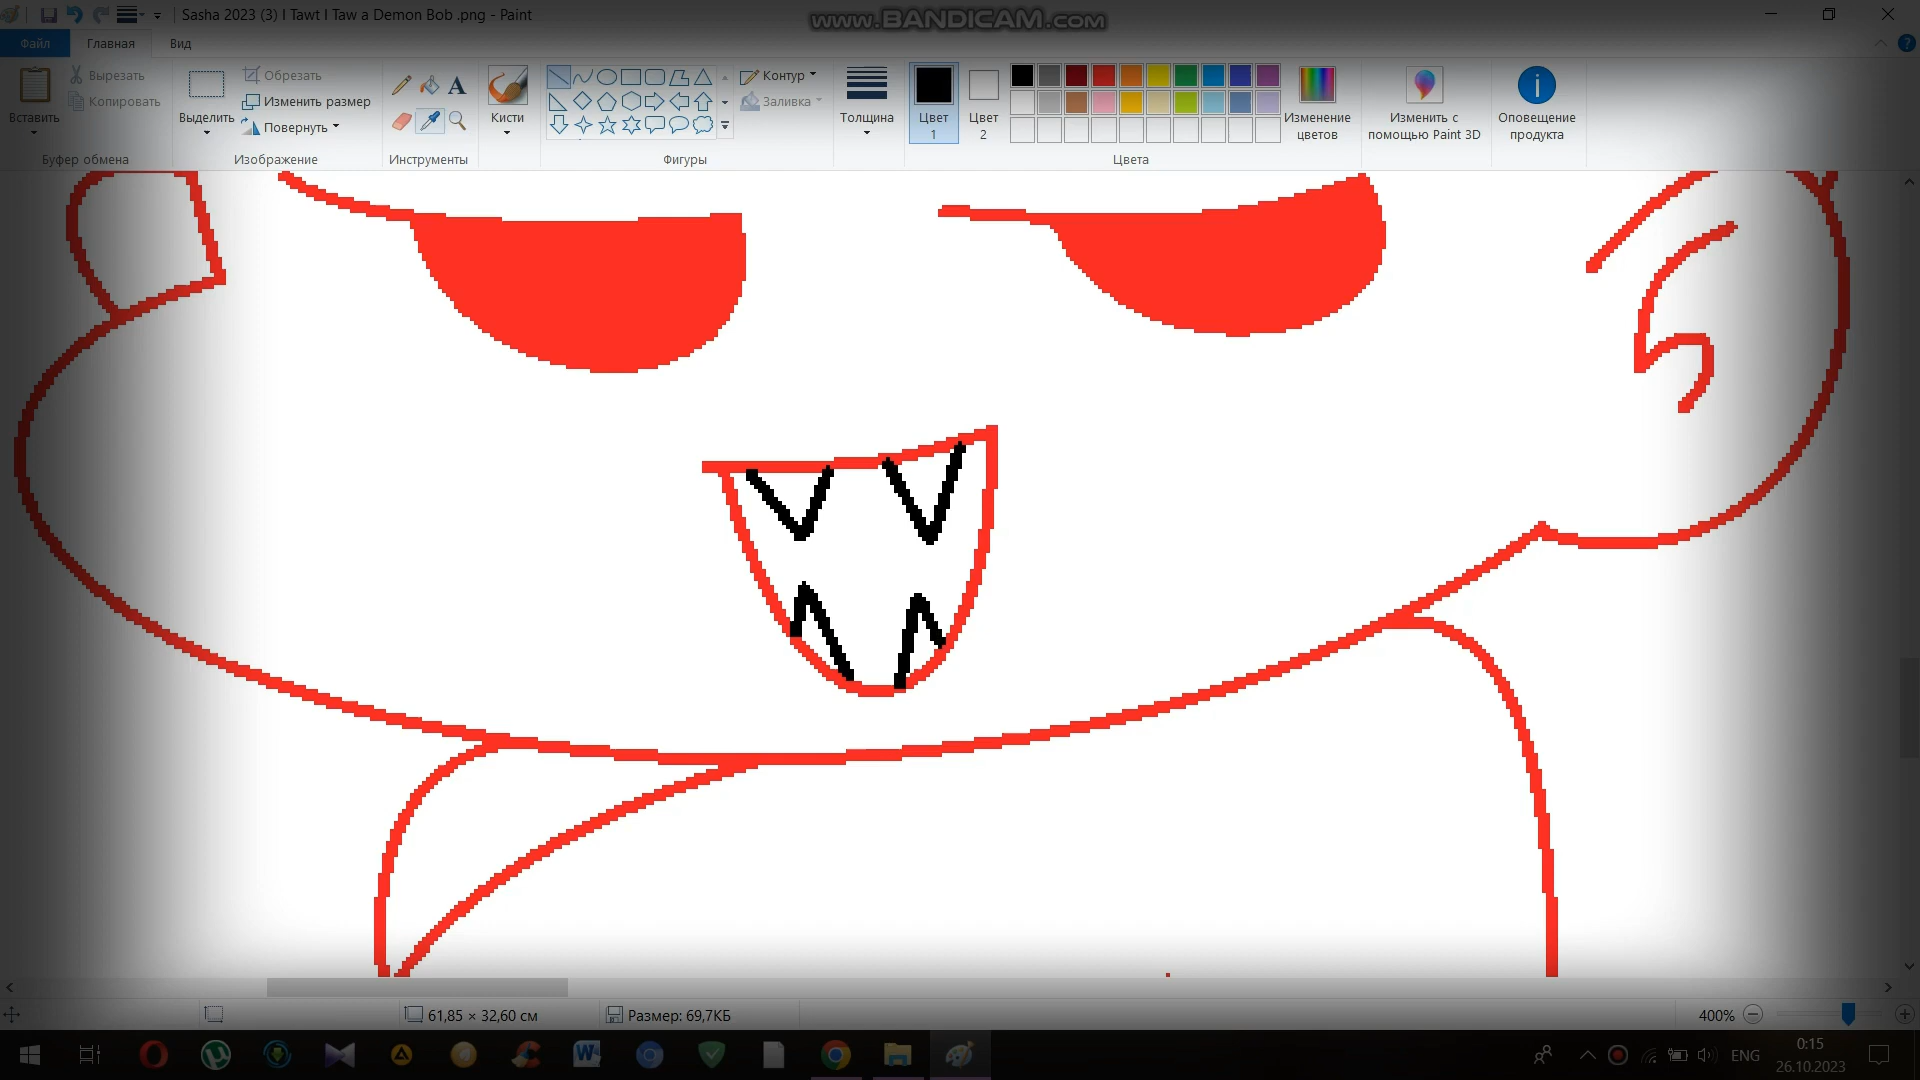 Sasha 2023 (3) I Tawt I Taw a Demon Bob .png - Paint
www.BANDICAM.COM
Файл Главная Вид
Вставить
Вырезать
Копировать
Буфер обмена
Выделить
Обрезать
Изменить размер
Повернуть
Изображение
A
Инструменты
Кисти
Контур
Заливка
Фигуры
Толщина
Цвет
1
Цвет
2
Изменение
цветов
Цвета
Изменить с
помощью Paint 3D
Оповещение
продукта
61,85 × 32,60 см
Размер: 69,7КБ
400%
ENG
0:15
26.10.2023